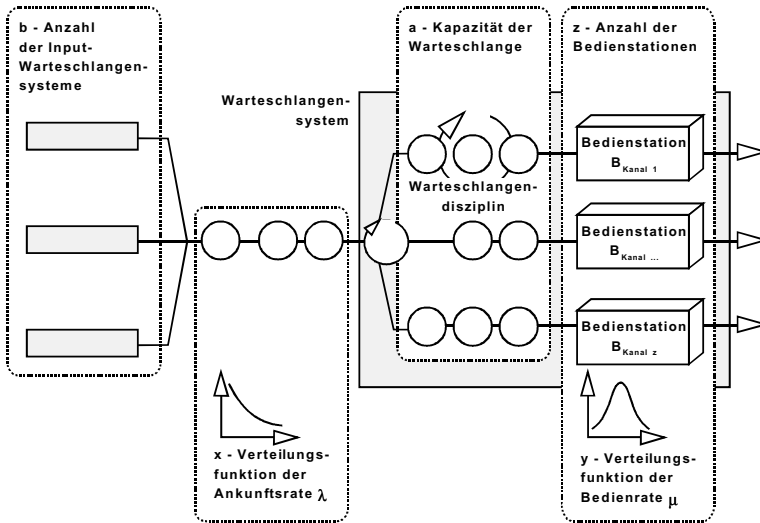 b - Anzahl
der Input-
Warteschlangen-
systeme
a - Kapazität der
Warteschlange
z - Anzahl der
Bedienstationen
Warteschlangen-
system
Bedienstation
B Kanal 1
Warteschlangen-
disziplin
Bedienstation
B Kanal ...
Bedienstation
B Kanal z
x - Verteilungs-
funktion der
Ankunftsrate λ
y - Verteilungs-
funktion der
Bedienrate μ